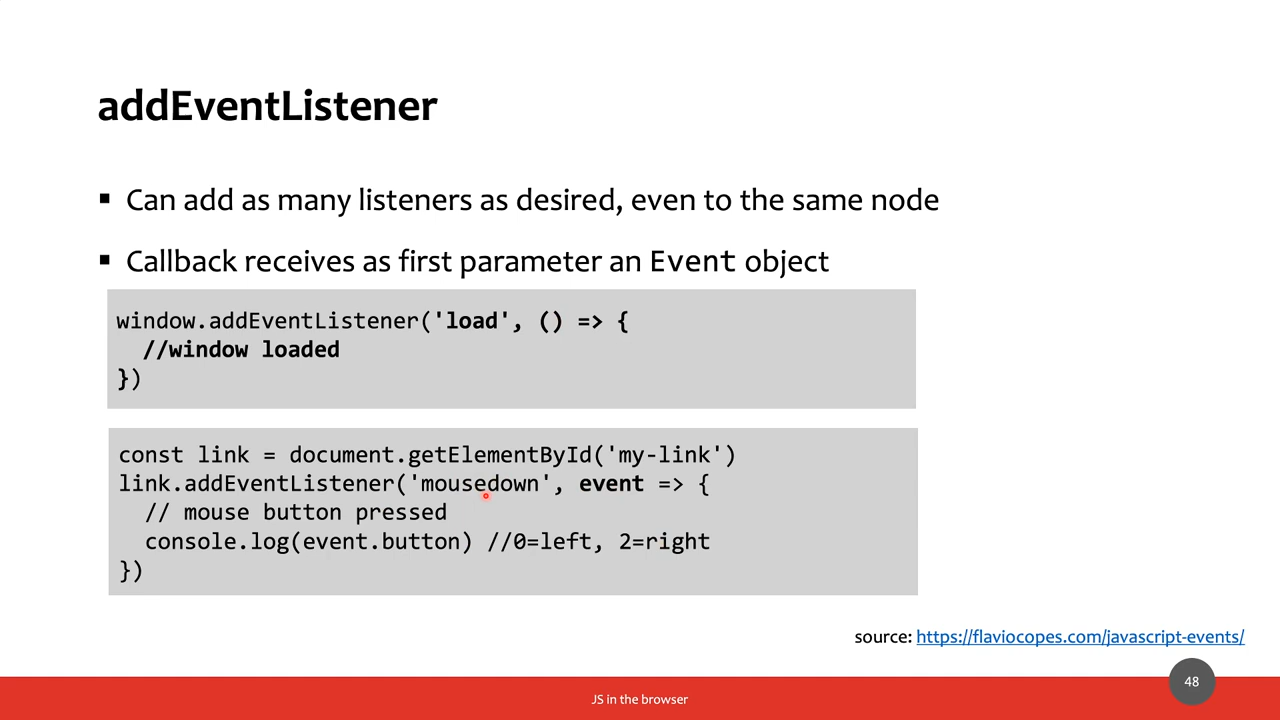 addEventListener
▪ Can add as many listeners as desired, even to the same node
▪ Callback receives as first parameter an Event object
window.addEventListener('load', () => {
  //window loaded
})
const link = document.getElementById('my-link')
link.addEventListener('mousedown', event => {
  // mouse button pressed
  console.log(event.button) //0=left, 2=right
})
source: https://flaviocopes.com/javascript-events/
48
JS in the browser